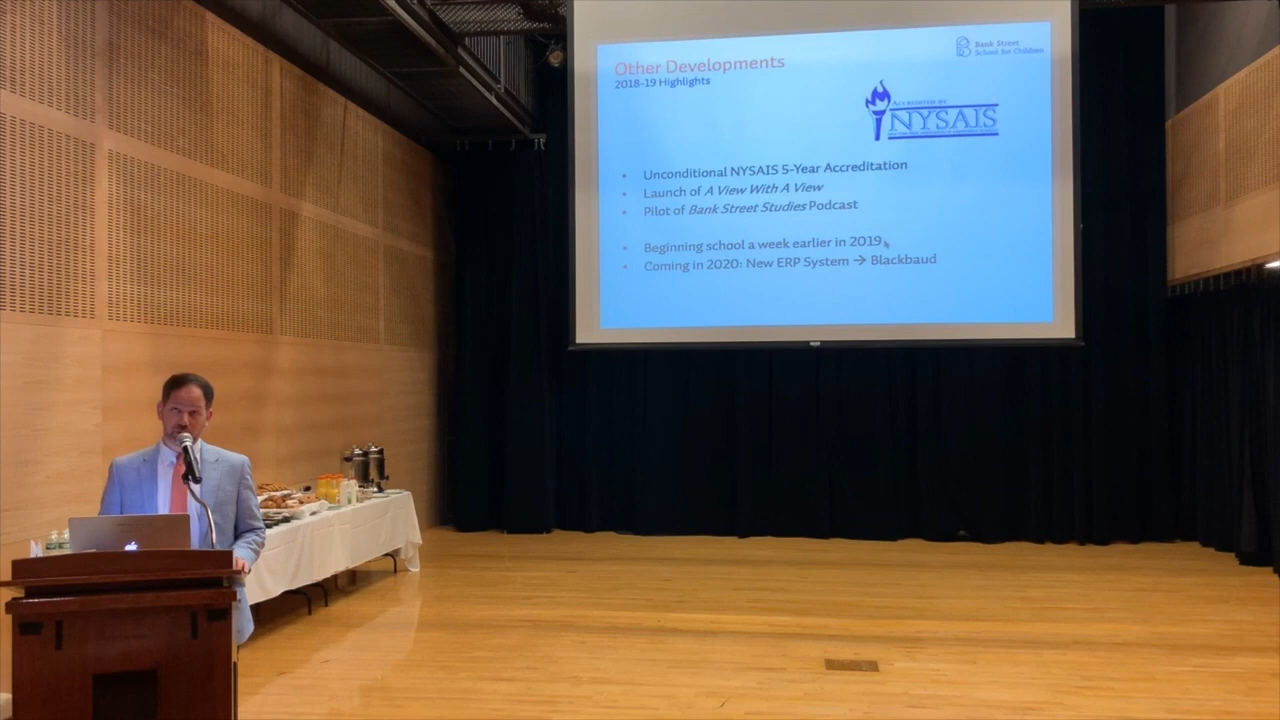 Bank Street
School for Children
Other Developments
2018-19 Highlights
ACCREDITED BY
NYSAIS
• Unconditional NYSAIS 5-Year Accreditation
• Launch of A View With A View
• Pilot of Bank Street Studies Podcast
• Beginning school a week earlier in 2019
• Coming in 2020: New ERP System → Blackbaud